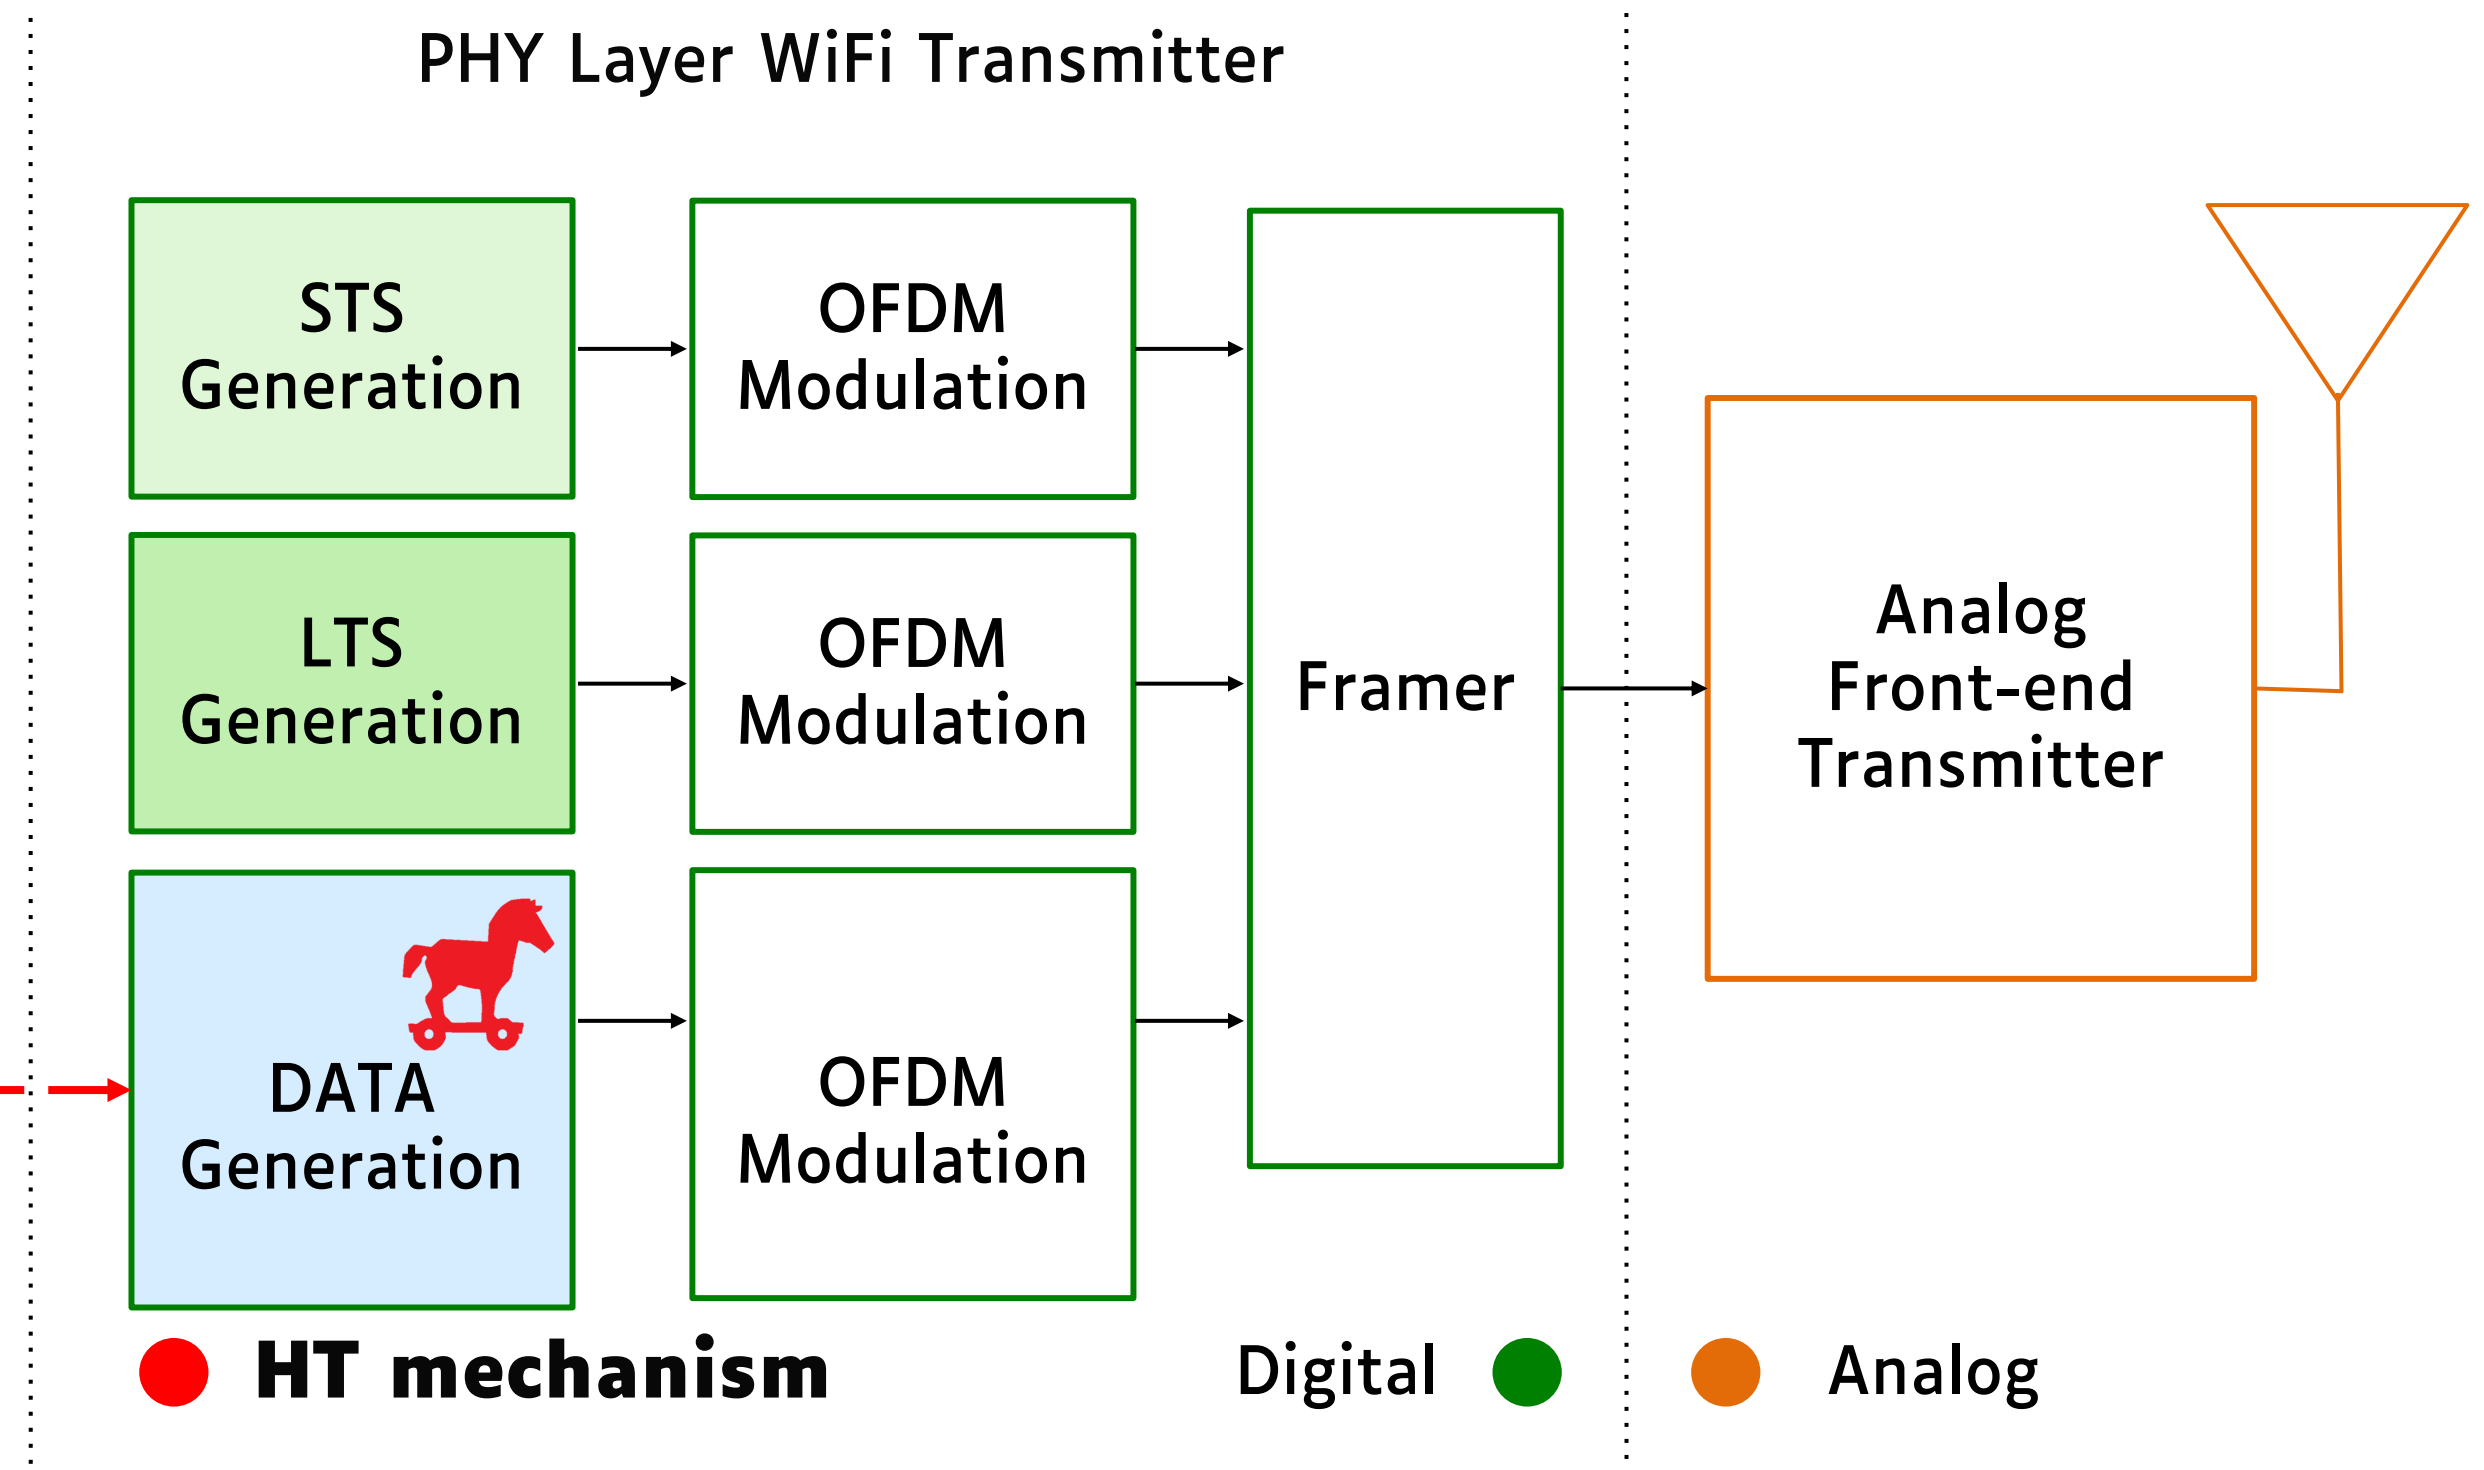 PHY Layer WiFi Transmitter
STS
Generation
OFDM
Modulation
LTS
Generation
OFDM
Modulation
Framer
Analog
Front-end
Transmitter
DATA
Generation
OFDM
Modulation
HT mechanism
Digital
Analog